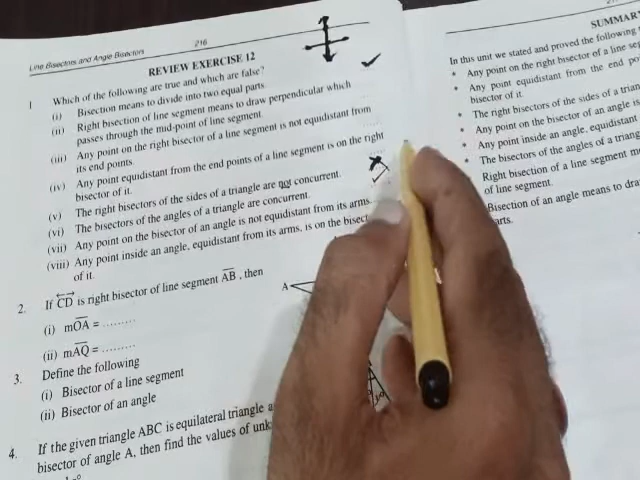 Line Bisectors and Angle Bisectors
216
REVIEW EXERCISE 12
1 Which of the following are true and which are false?
(i) Bisection means to divide into two equal parts.
(ii) Right bisection of line segment means to draw perpendicular which
passes through the mid-point of line segment.
(iii) Any point on the right bisector of a line segment is not equidistant from
its end points.
(iv) Any point equidistant from the end points of a line segment is on the right
bisector of it.
(v) The right bisectors of the sides of a triangle are not concurrent.
(vi) The bisectors of the angles of a triangle are concurrent.
(vii) Any point on the bisector of an angle is not equidistant from its arms.
(viii) Any point inside an angle, equidistant from its arms, is on the bisect
of it.
2. If CD is right bisector of line segment AB, then
(i) mOA = .........
A
(ii) mAQ = .........
3. Define the following
(i) Bisector of a line segment
(ii) Bisector of an angle
4. If the given triangle ABC is equilateral triangle a
bisector of angle A, then find the values of unk
SUMMAR
In this unit we stated and proved the following
• Any point on the right bisector of a line se
• Any point equidistant from the end po
bisector of it.
• The right bisectors of the sides of a trian
• Any point on the bisector of an angle is
• Any point inside an angle, equidistant
• The bisectors of the angles of a triang
Right bisection of a line segment m
of line segment.
Bisection of an angle means to dra
arts.